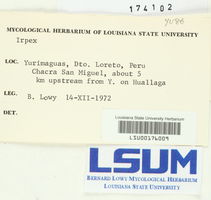 174102
4486
MYCOLOGICAL HERBARIUM OF LOUISIANA STATE UNIVERSITY
Irpex
LOC. Yurimaguas, Dto. Loreto, Peru
Chacra San Miguel, about 5
km upstream from Y. on Huallaga
LEG. B. Lowy 14-XII-1972
DET.
Louisiana State University Herbarium
LSU00174009
LSUM
BERNARD LOWY MYCOLOGICAL HERBARIUM
LOUISIANA STATE UNIVERSITY